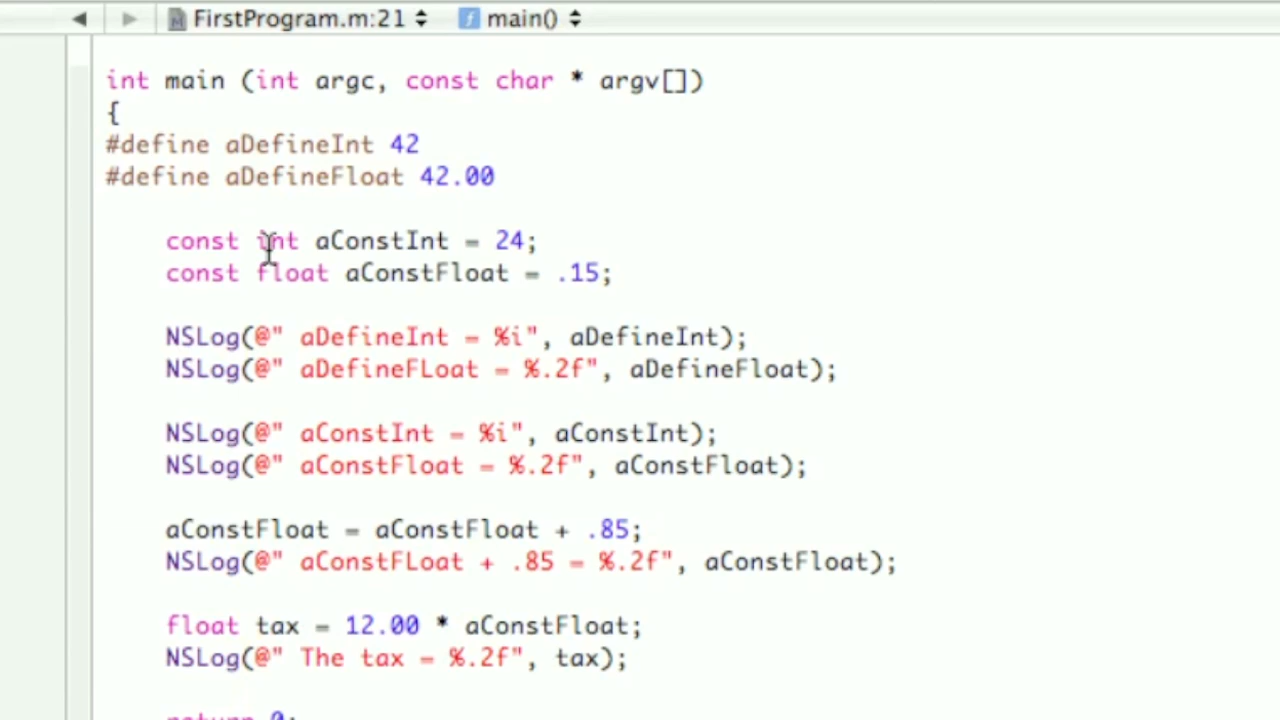 FirstProgram.m:21 main()
int main (int argc, const char * argv[])
{
#define aDefineInt 42
#define aDefineFloat 42.00
const int aConstInt = 24;
const float aConstFloat = .15;
NSLog(@" aDefineInt = %i", aDefineInt);
NSLog(@" aDefineFLoat = %.2f", aDefineFloat);
NSLog(@" aConstInt = %i", aConstInt);
NSLog(@" aConstFloat = %.2f", aConstFloat);
aConstFloat = aConstFloat + .85;
NSLog(@" aConstFLoat + .85 = %.2f", aConstFloat);
float tax = 12.00 * aConstFloat;
NSLog(@" The tax = %.2f", tax);
return 0;